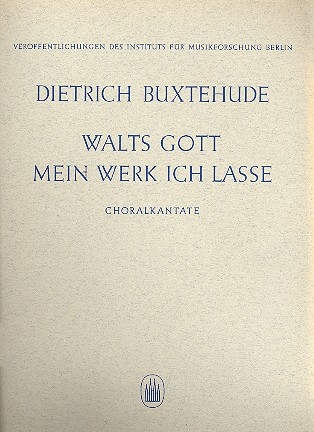 VERÖFFENTLICHUNGEN DES INSTITUTS FÜR MUSIKFORSCHUNG BERLIN
DIETRICH BUXTEHUDE
WALTS GOTT
MEIN WERK ICH LASSE
CHORALKANTATE